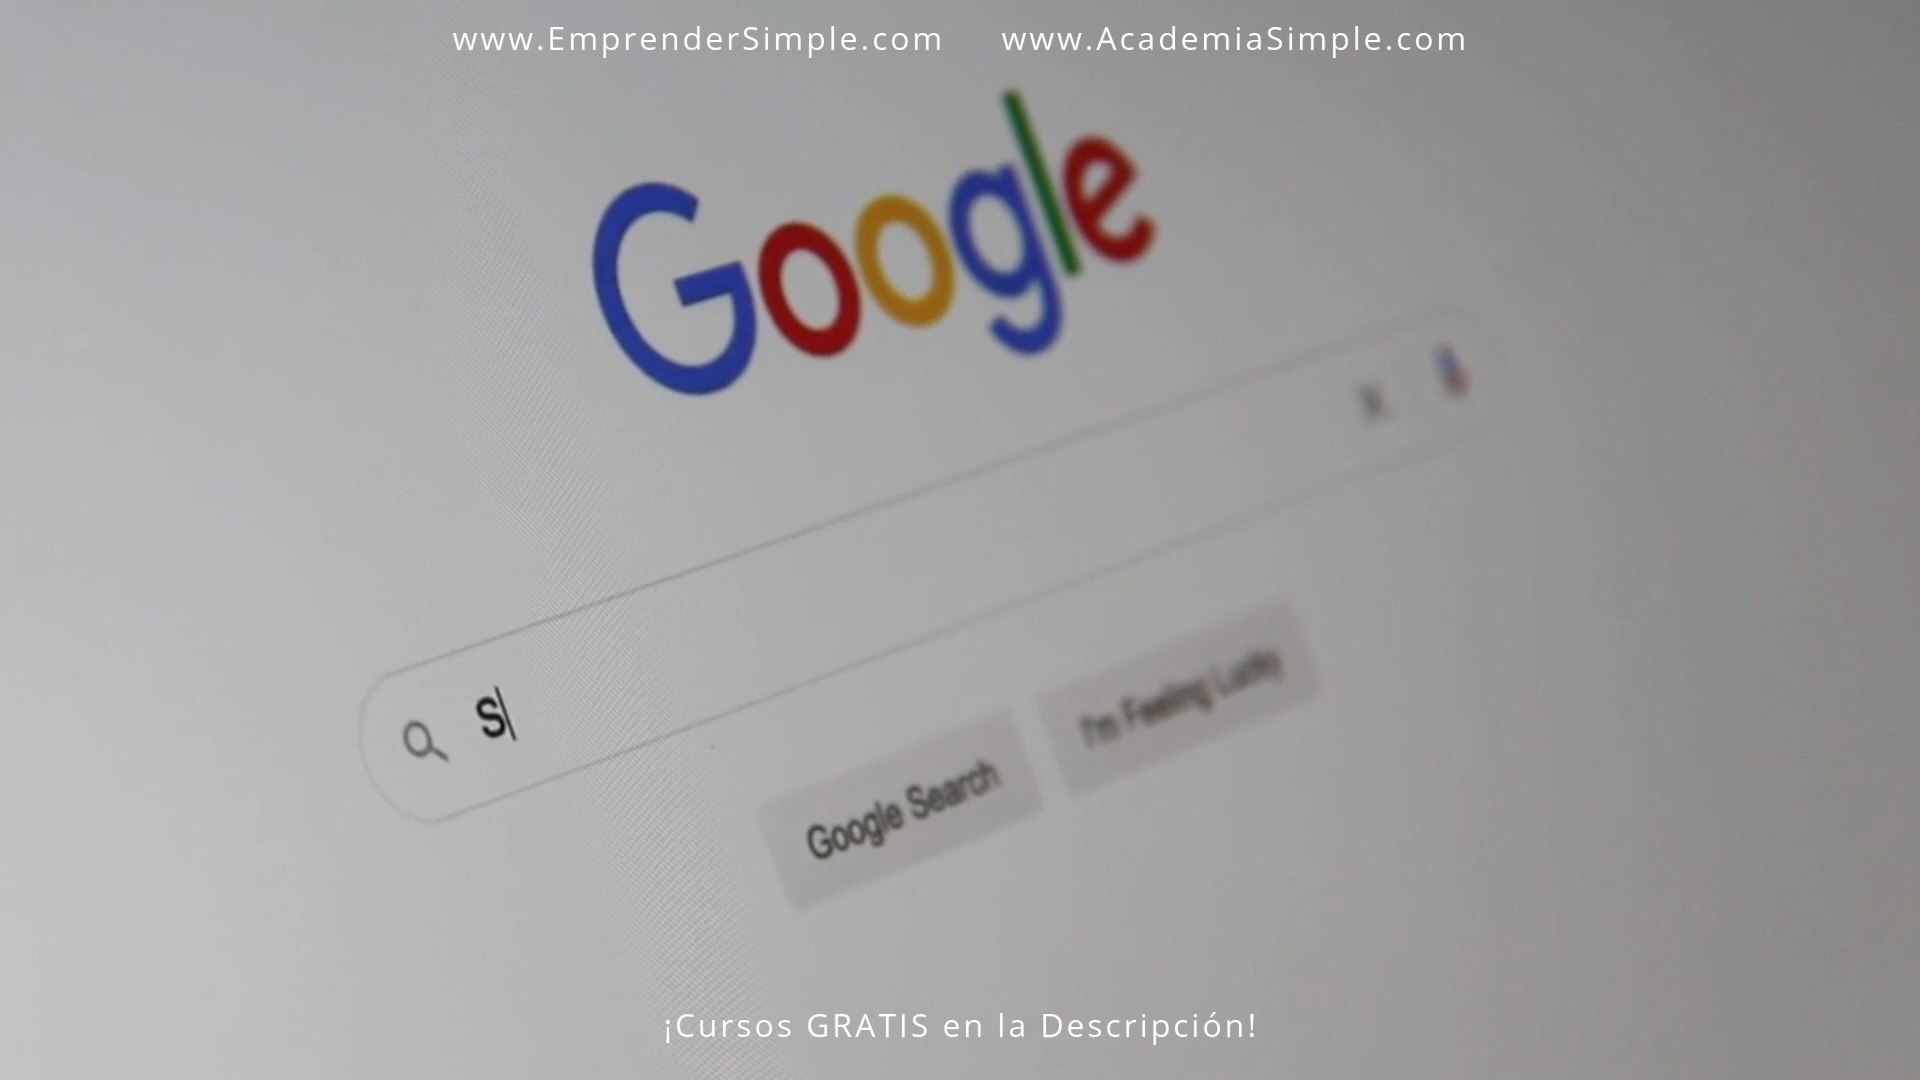 www.EmprenderSimple.com www.AcademiaSimple.com
Google
S
Google Search
I'm Feeling Lucky
¡Cursos GRATIS en la Descripción!